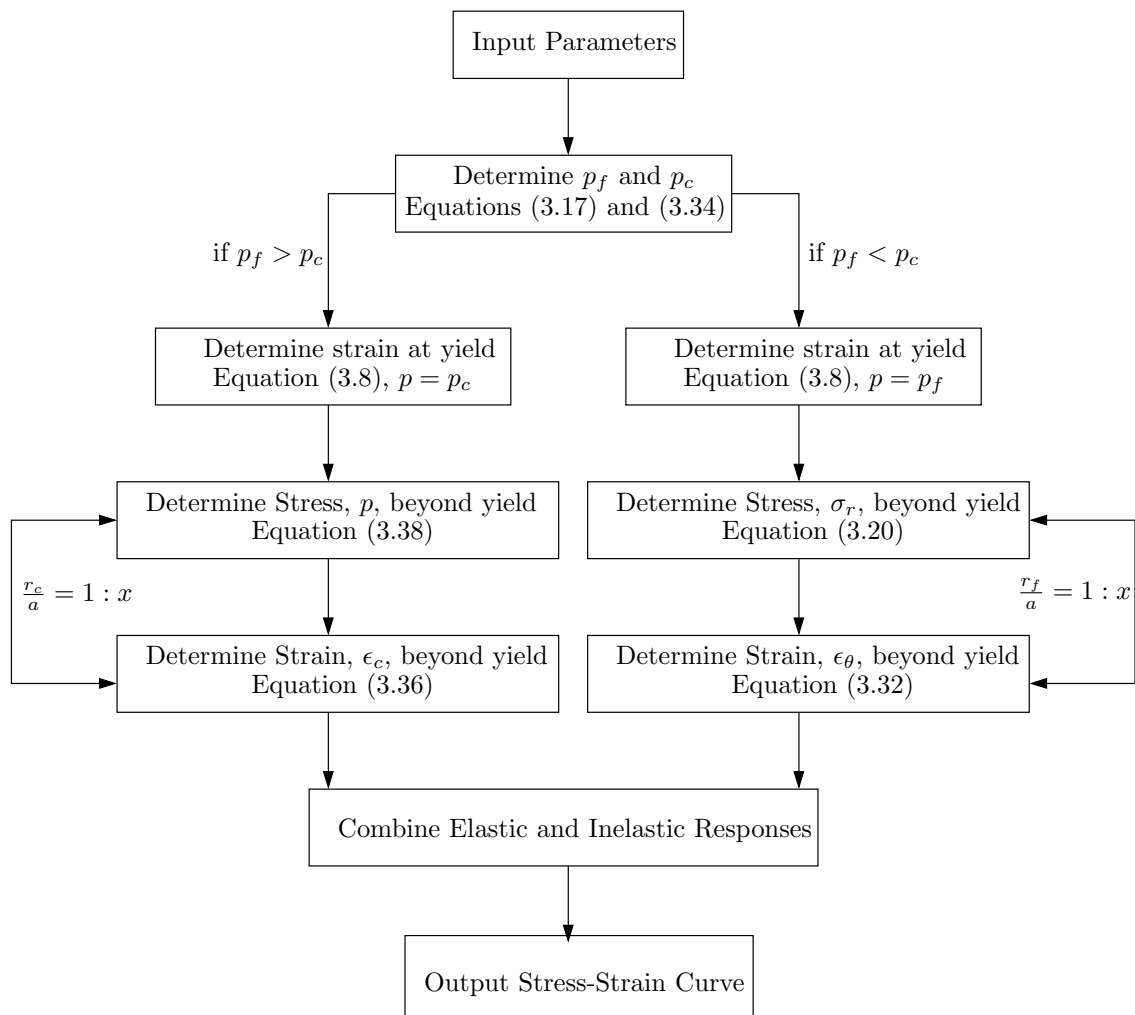 Input Parameters
Determine $p_f$ and $p_c$
Equations (3.17) and (3.34)
if $p_f > p_c$
if $p_f < p_c$
Determine strain at yield
Equation (3.8), $p = p_c$
Determine strain at yield
Equation (3.8), $p = p_f$
Determine Stress, $p$, beyond yield
Equation (3.38)
Determine Stress, $\sigma_r$, beyond yield
Equation (3.20)
$\frac{r_c}{a} = 1 : x$
$\frac{r_f}{a} = 1 : x$
Determine Strain, $\epsilon_c$, beyond yield
Equation (3.36)
Determine Strain, $\epsilon_\theta$, beyond yield
Equation (3.32)
Combine Elastic and Inelastic Responses
Output Stress-Strain Curve